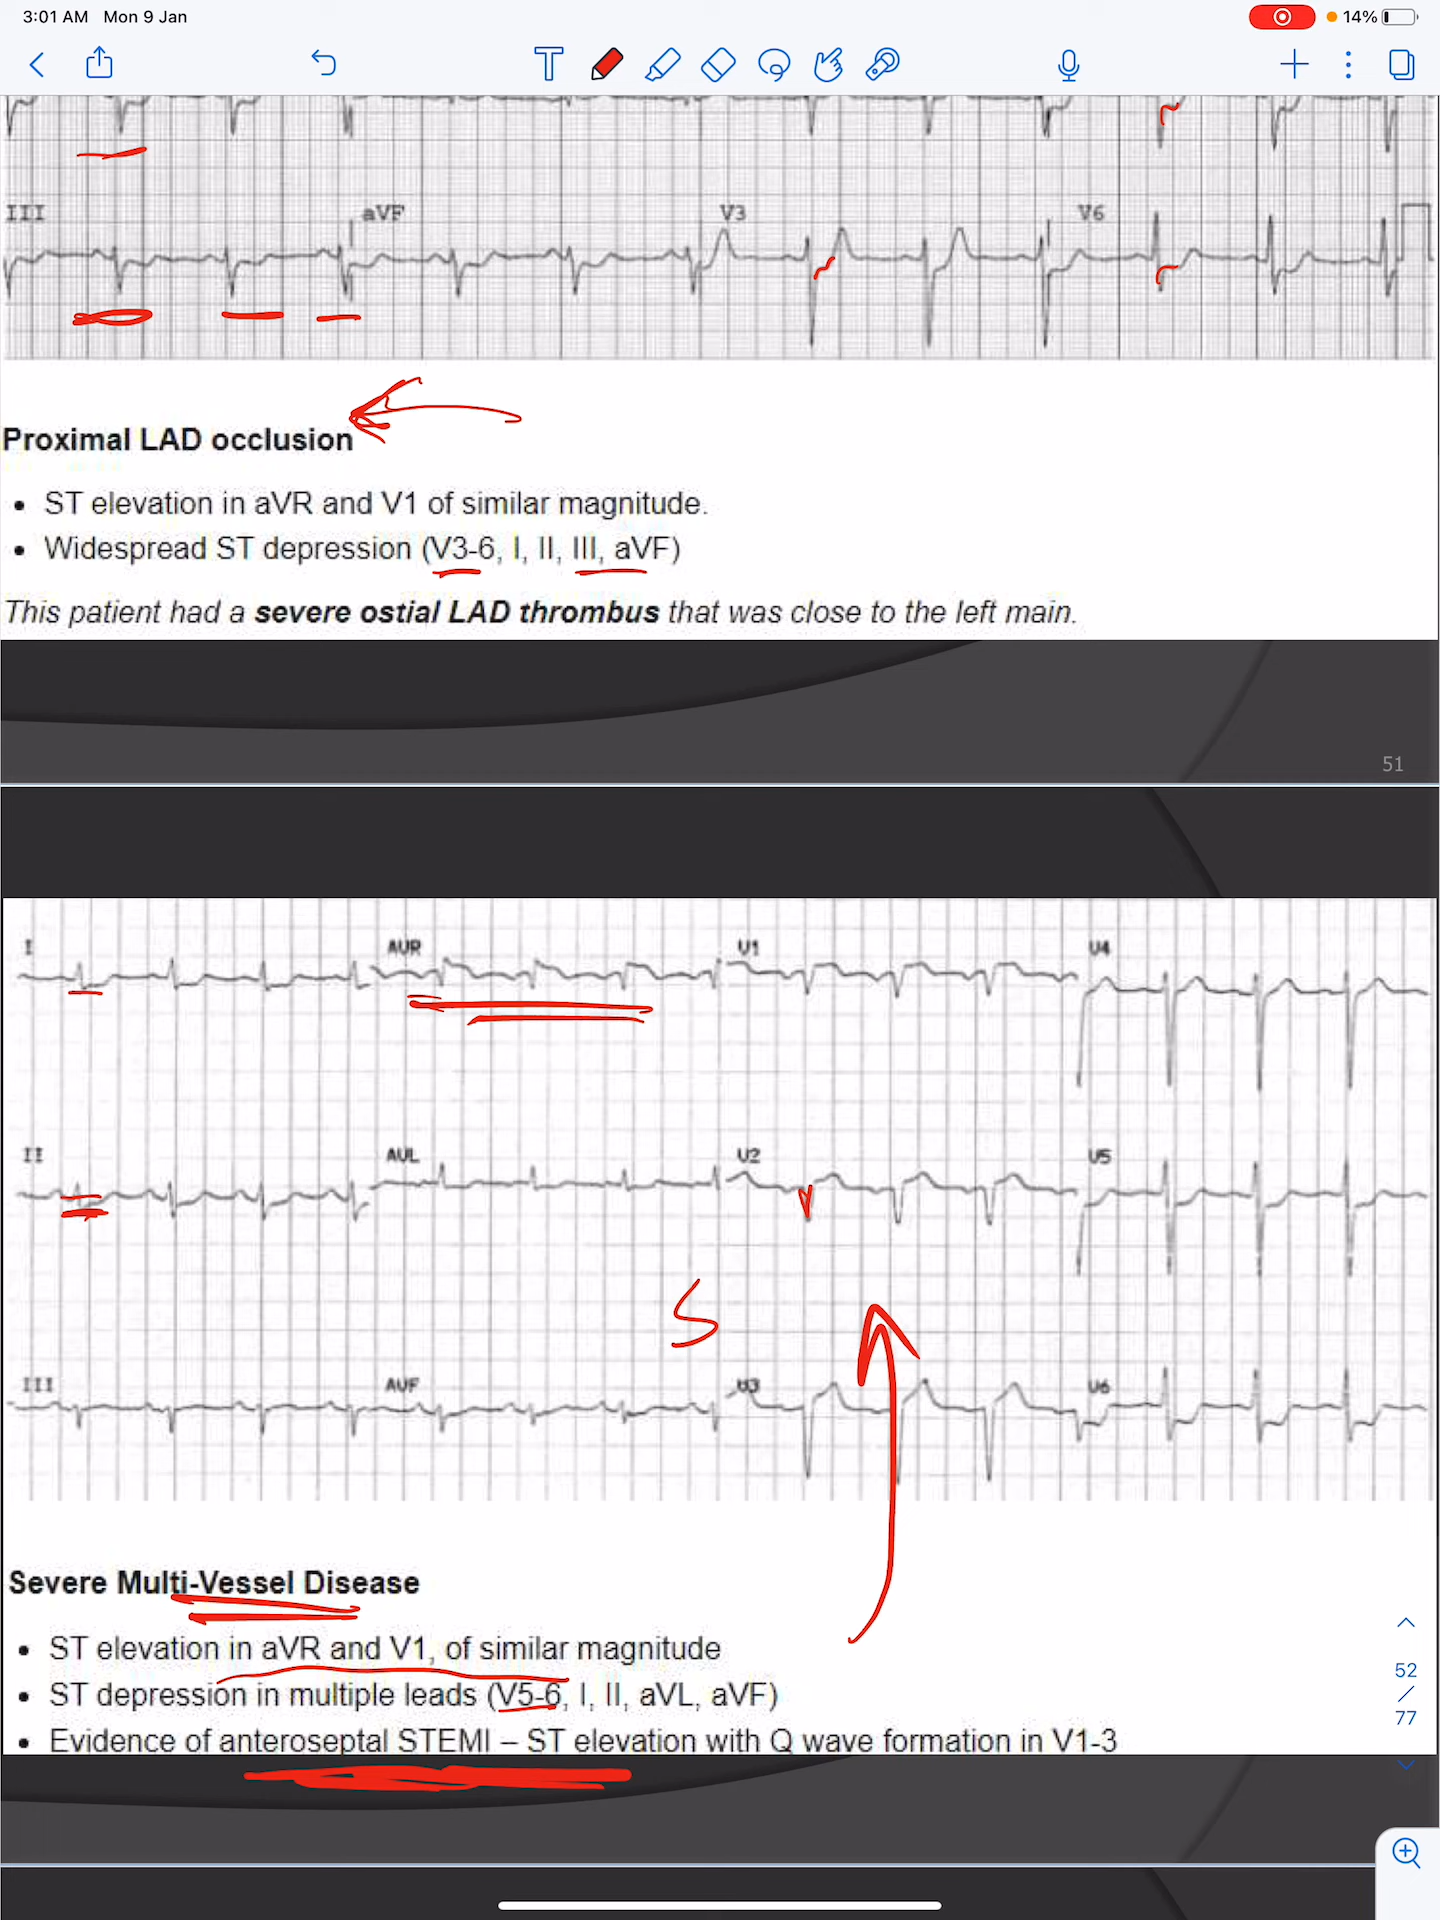 3:01 AM Mon 9 Jan
14%
T
III aVF V3 V6
Proximal LAD occlusion
• ST elevation in aVR and V1 of similar magnitude.
• Widespread ST depression (V3-6, I, II, III, aVF)
This patient had a severe ostial LAD thrombus that was close to the left main.
51
I AVR V1 V4
II AVL V2 V5
S
III AVF V3 V6
Severe Multi-Vessel Disease
• ST elevation in aVR and V1, of similar magnitude
• ST depression in multiple leads (V5-6, I, II, aVL, aVF)
• Evidence of anteroseptal STEMI – ST elevation with Q wave formation in V1-3
52
/
77